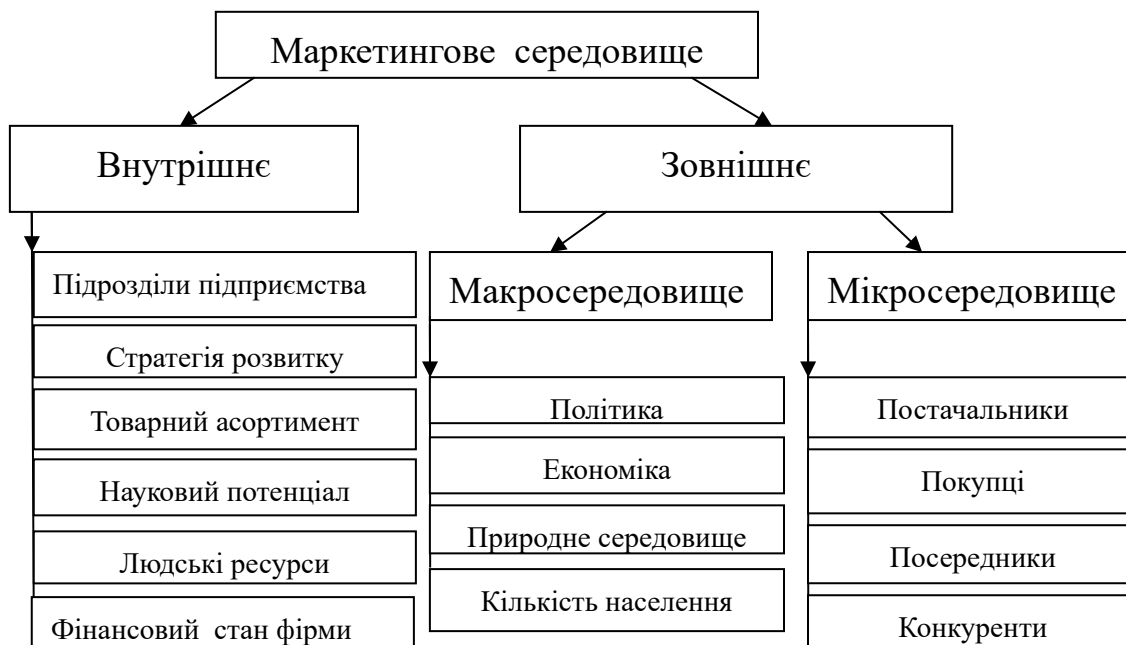 Маркетингове середовище
Внутрішнє
Зовнішнє
Підрозділи підприємства
Стратегія розвитку
Товарний асортимент
Науковий потенціал
Людські ресурси
Фінансовий стан фірми
Макросередовище
Політика
Економіка
Природне середовище
Кількість населення
Мікросередовище
Постачальники
Покупці
Посередники
Конкуренти